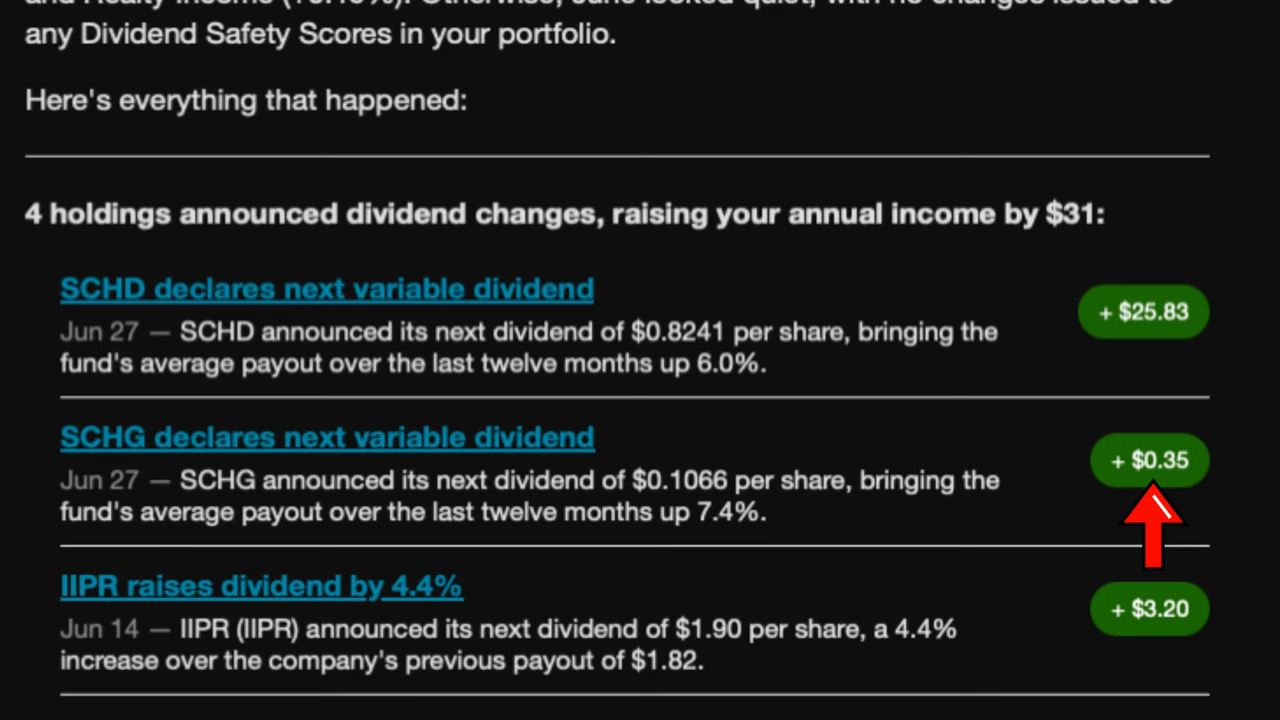 any Dividend Safety Scores in your portfolio.
Here's everything that happened:
4 holdings announced dividend changes, raising your annual income by $31:
SCHD declares next variable dividend
+ $25.83
Jun 27 — SCHD announced its next dividend of $0.8241 per share, bringing the
fund's average payout over the last twelve months up 6.0%.
SCHG declares next variable dividend
+ $0.35
Jun 27 — SCHG announced its next dividend of $0.1066 per share, bringing the
fund's average payout over the last twelve months up 7.4%.
IIPR raises dividend by 4.4%
+ $3.20
Jun 14 — IIPR (IIPR) announced its next dividend of $1.90 per share, a 4.4%
increase over the company's previous payout of $1.82.